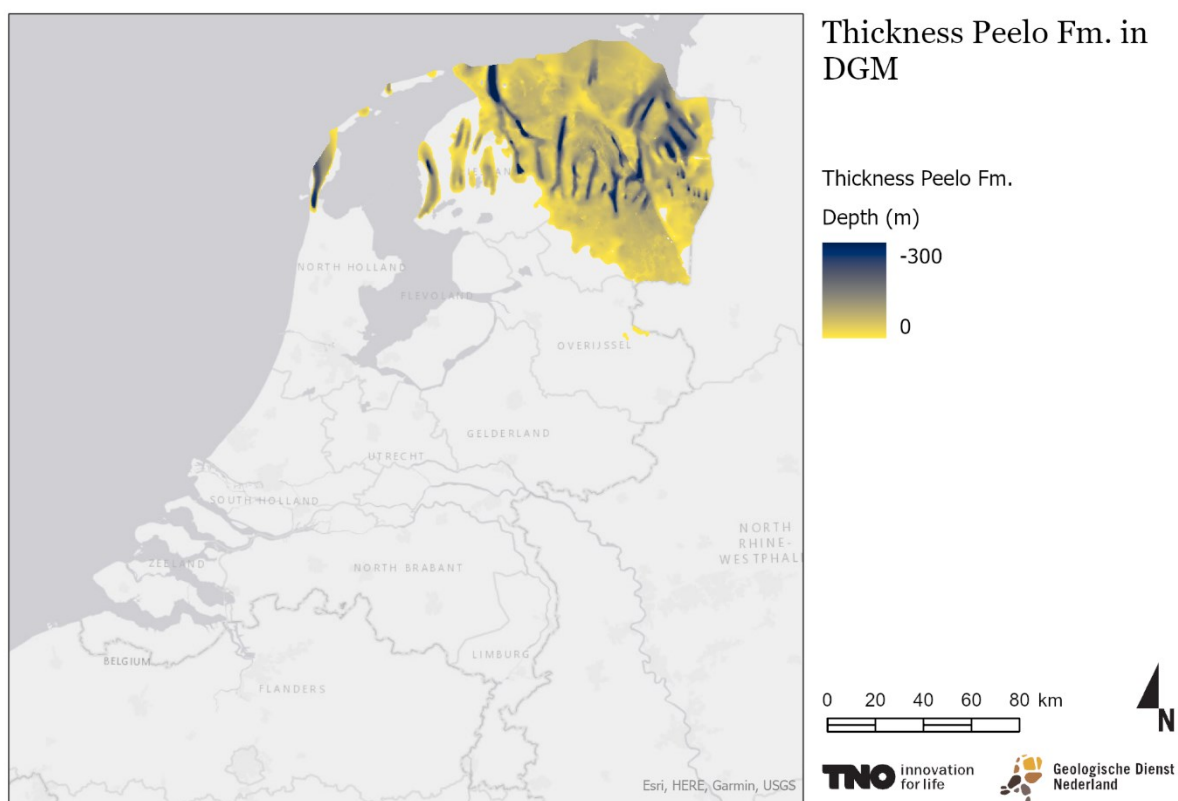 Thickness Peelo Fm. in
DGM
Thickness Peelo Fm.
Depth (m)
-300
0
NORTH HOLLAND
FLEVOLAND
OVERIJSSEL
GELDERLAND
UTRECHT
SOUTH HOLLAND
NORTH
RHINE-
ZEELAND
NORTH BRABANT
BELGIUM
LIMBURG
FLANDERS
0 20 40 60 80 km
N
TNO innovation
for life
Geologische Dienst
Nederland
Esri, HERE, Garmin, USGS